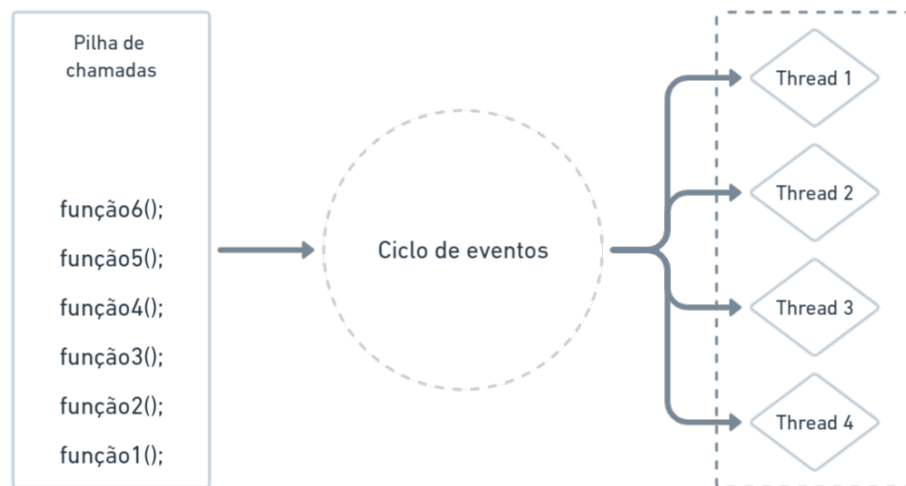 Pilha de
chamadas
função6();
função5();
função4();
função3();
função2();
função1();
Ciclo de eventos
Thread 1
Thread 2
Thread 3
Thread 4